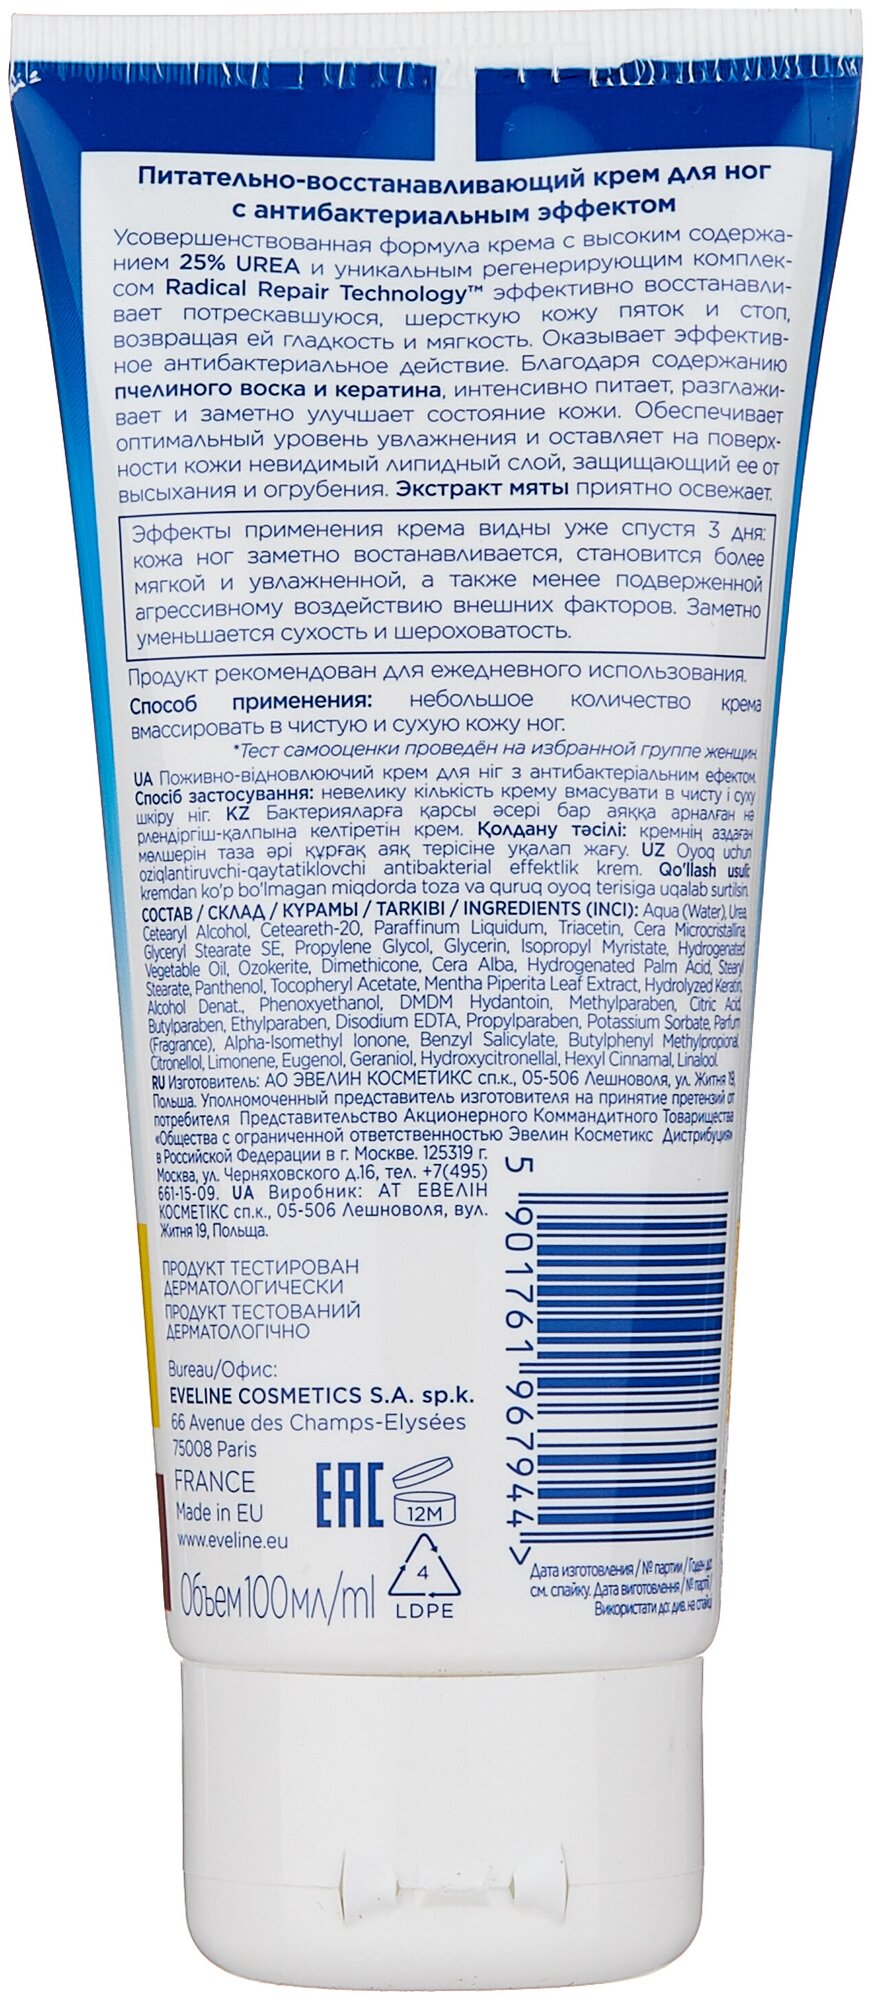 Питательно-восстанавливающий крем для ног
с антибактериальным эффектом
Усовершенствованная формула крема с высоким содержа-
нием 25% UREA и уникальным регенерирующим комплек-
сом Radical Repair Technology™ эффективно восстанавли-
вает потрескавшуюся, шерсткую кожу пяток и стоп,
возвращая ей гладкость и мягкость. Оказывает эффектив-
ное антибактериальное действие. Благодаря содержанию
пчелиного воска и кератина, интенсивно питает, разглажи-
вает и заметно улучшает состояние кожи. Обеспечивает
оптимальный уровень увлажнения и оставляет на поверх-
ности кожи невидимый липидный слой, защищающий ее от
высыхания и огрубения. Экстракт мяты приятно освежает.
Эффекты применения крема видны уже спустя 3 дня:
кожа ног заметно востанавливается, становится более
мягкой и увлажненной, а также менее подверженной
агрессивному воздействию внешних факторов. Заметно
уменьшается сухость и шероховатость.
Продукт рекомендован для ежедневного использования.
Способ применения: небольшое количество крема
вмассировать в чистую и сухую кожу ног.
*Тест самооценки проведён на избранной группе женщин.
UA Поживно-відновлюючий крем для ніг з антибактеріальним ефектом.
Спосіб застосування: невелику кількість крему вмасувати в чисту і суху
шкіру ніг. KZ Бактерияларға қарсы әсері бар аяққа арналған нә
рлендіргіш-қалпына келтіретін крем. Қолдану тәсілі: кремнің аздаған
мөлшерін таза әрі құрғақ аяқ терісіне уқалап жағу. UZ Oyoq uchun
oziqlantiruvchi-qaytatiklovchi antibakterial effektlik krem. Qo'llash usuli:
kremdan ko'p bo'lmagan miqdorda toza va quruq oyoq terisiga uqalab surtilsin.
СОСТАВ / СКЛАД / КУРАМЫ / TARKIBI / INGREDIENTS (INCI): Aqua (Water), Urea,
Cetearyl Alcohol, Ceteareth-20, Paraffinum Liquidum, Triacetin, Cera Microcristallina,
Glyceryl Stearate SE, Propylene Glycol, Glycerin, Isopropyl Myristate, Hydrogenated
Vegetable Oil, Ozokerite, Dimethicone, Cera Alba, Hydrogenated Palm Acid, Stearyl
Stearate, Panthenol, Tocopheryl Acetate, Mentha Piperita Leaf Extract, Hydrolyzed Keratin,
Alcohol Denat., Phenoxyethanol, DMDM Hydantoin, Methylparaben, Citric Acid,
Butylparaben, Ethylparaben, Disodium EDTA, Propylparaben, Potassium Sorbate, Parfum
(Fragrance), Alpha-Isomethyl Ionone, Benzyl Salicylate, Butylphenyl Methylpropional,
Citronellol, Limonene, Eugenol, Geraniol, Hydroxycitronellal, Hexyl Cinnamal, Linalool.
RU Изготовитель: АО ЭВЕЛИН КОСМЕТИКС сп.к., 05-506 Лешноволя, ул. Житня 19,
Польша. Уполномоченный представитель изготовителя на принятие претензий от
потребителя Представительство Акционерного Коммандитного Товарищества
«Общества с ограниченной ответственностью Эвелин Косметикс Дистрибуция»
в Российской Федерации в г. Москве. 125319 г.
Москва, ул. Черняховского д.16, тел. +7(495)
661-15-09. UA Виробник: АТ ЕВЕЛІН
КОСМЕТІКС сп.к., 05-506 Лешноволя, вул.
Житня 19, Польща.
ПРОДУКТ ТЕСТИРОВАН
ДЕРМАТОЛОГИЧЕСКИ
ПРОДУКТ ТЕСТОВАНИЙ
ДЕРМАТОЛОГІЧНО
Bureau/Офис:
EVELINE COSMETICS S.A. sp.k.
66 Avenue des Champs-Elysées
75008 Paris
FRANCE
Made in EU
www.eveline.eu
EAC
12M
4
LDPE
Объем 100мл/ml
5 901761 967944 >
Дата изготовления / № партии / Годен до:
см. спайку. Дата виготовлення / № партії /
Використати до: див. на спайці